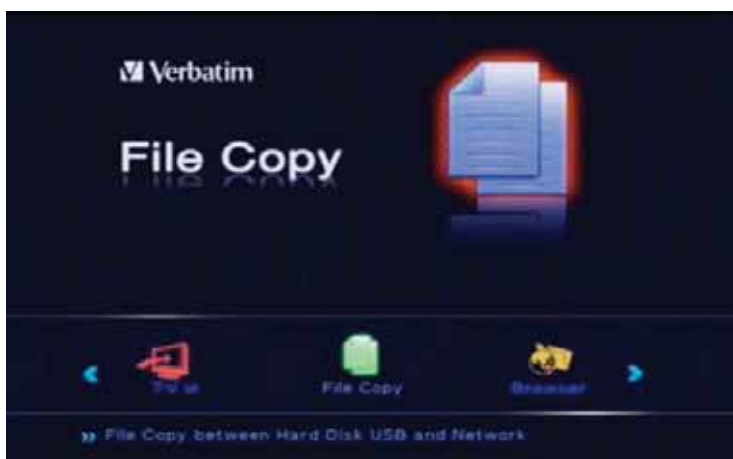 Verbatim
File Copy
TV in
File Copy
Browser
» File Copy between Hard Disk USB and Network